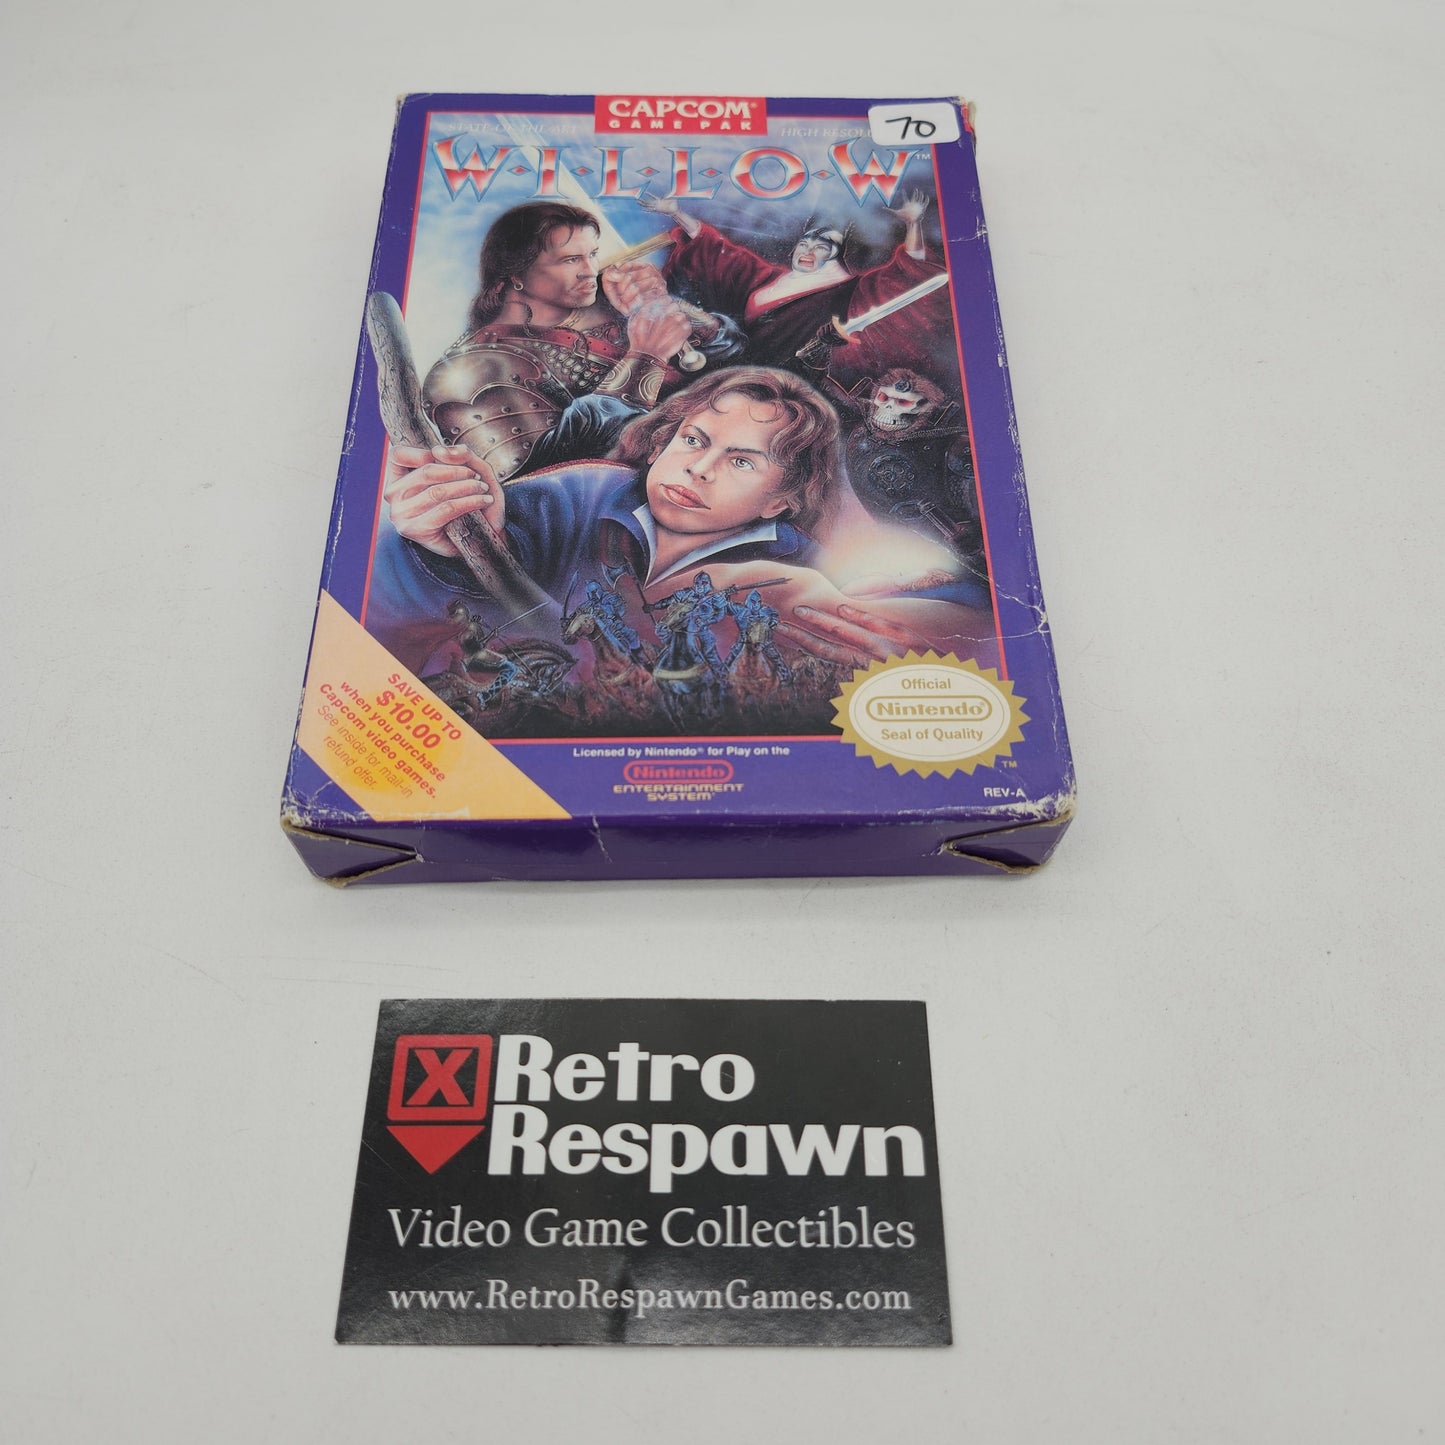 CAPCOM®
GAME PAK
70
STATE-OF-THE-ART
HIGH RESOLU
W·I·L·L·O·W™
SAVE UP TO
$10.00
when you purchase
Capcom video games.
See inside for mail-in
refund offer.
Official
Nintendo®
Seal of Quality
TM
Licensed by Nintendo® for Play on the
Nintendo
ENTERTAINMENT
SYSTEM®
REV-A
X Retro
Respawn
Video Game Collectibles
www.RetroRespawnGames.com